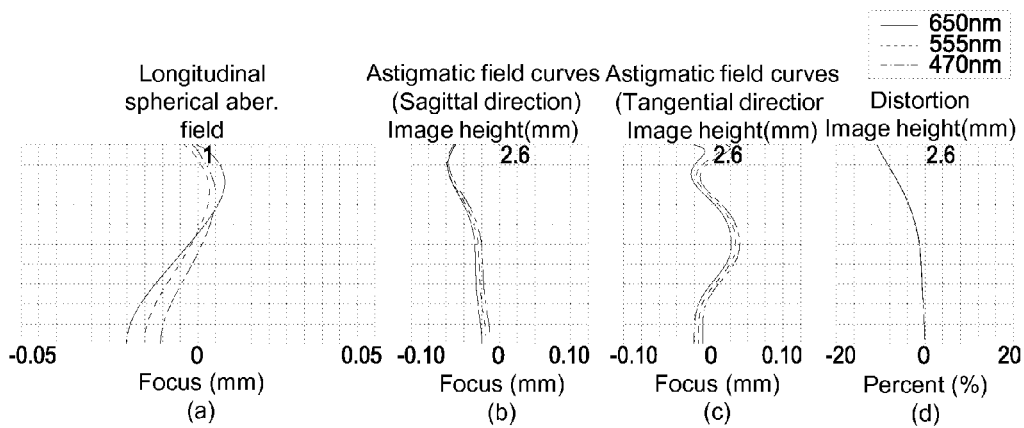 650nm
555nm
470nm
Longitudinal
spherical aber.
field
1
-0.05
0
0.05
Focus (mm)
(a)
Astigmatic field curves
(Sagittal direction)
Image height(mm)
2.6
-0.10
0
0.10
Focus (mm)
(b)
Astigmatic field curves
(Tangential direction
Image height(mm)
2.6
-0.10
0
0.10
Focus (mm)
(c)
Distortion
Image height(mm)
2.6
-20
0
20
Percent (%)
(d)